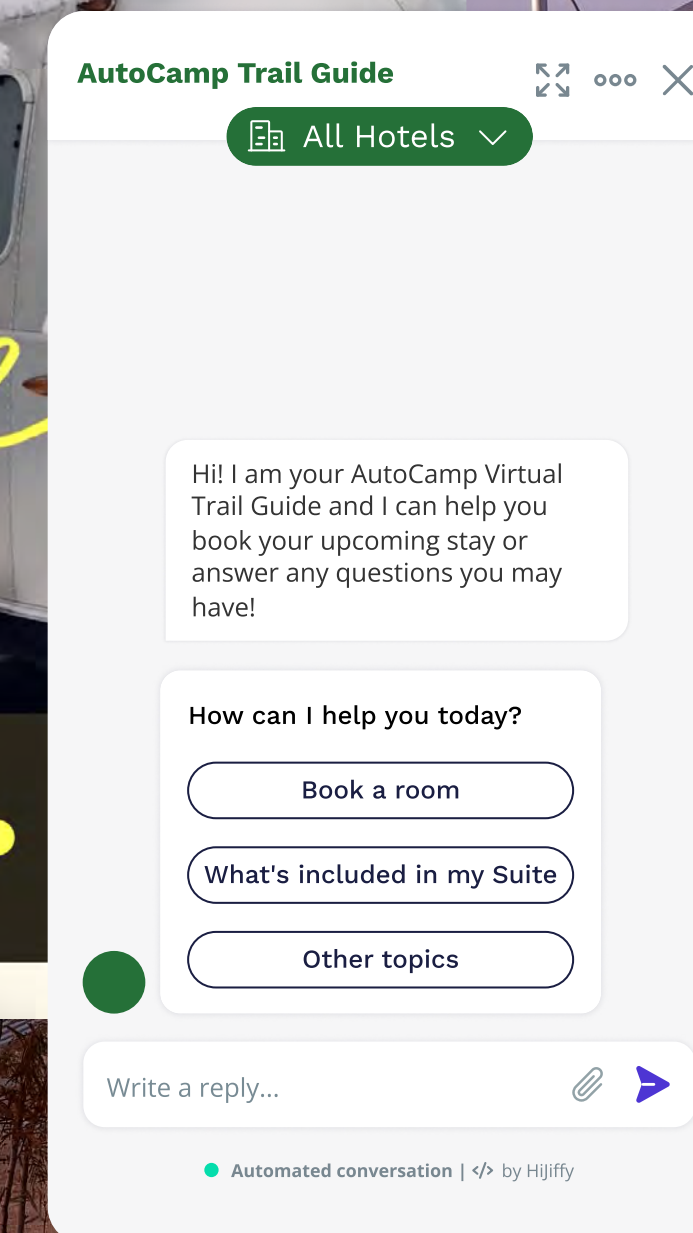 AutoCamp Trail Guide
All Hotels
Hi! I am your AutoCamp Virtual
Trail Guide and I can help you
book your upcoming stay or
answer any questions you may
have!
How can I help you today?
Book a room
What's included in my Suite
Other topics
Write a reply...
Automated conversation | </> by HiJiffy